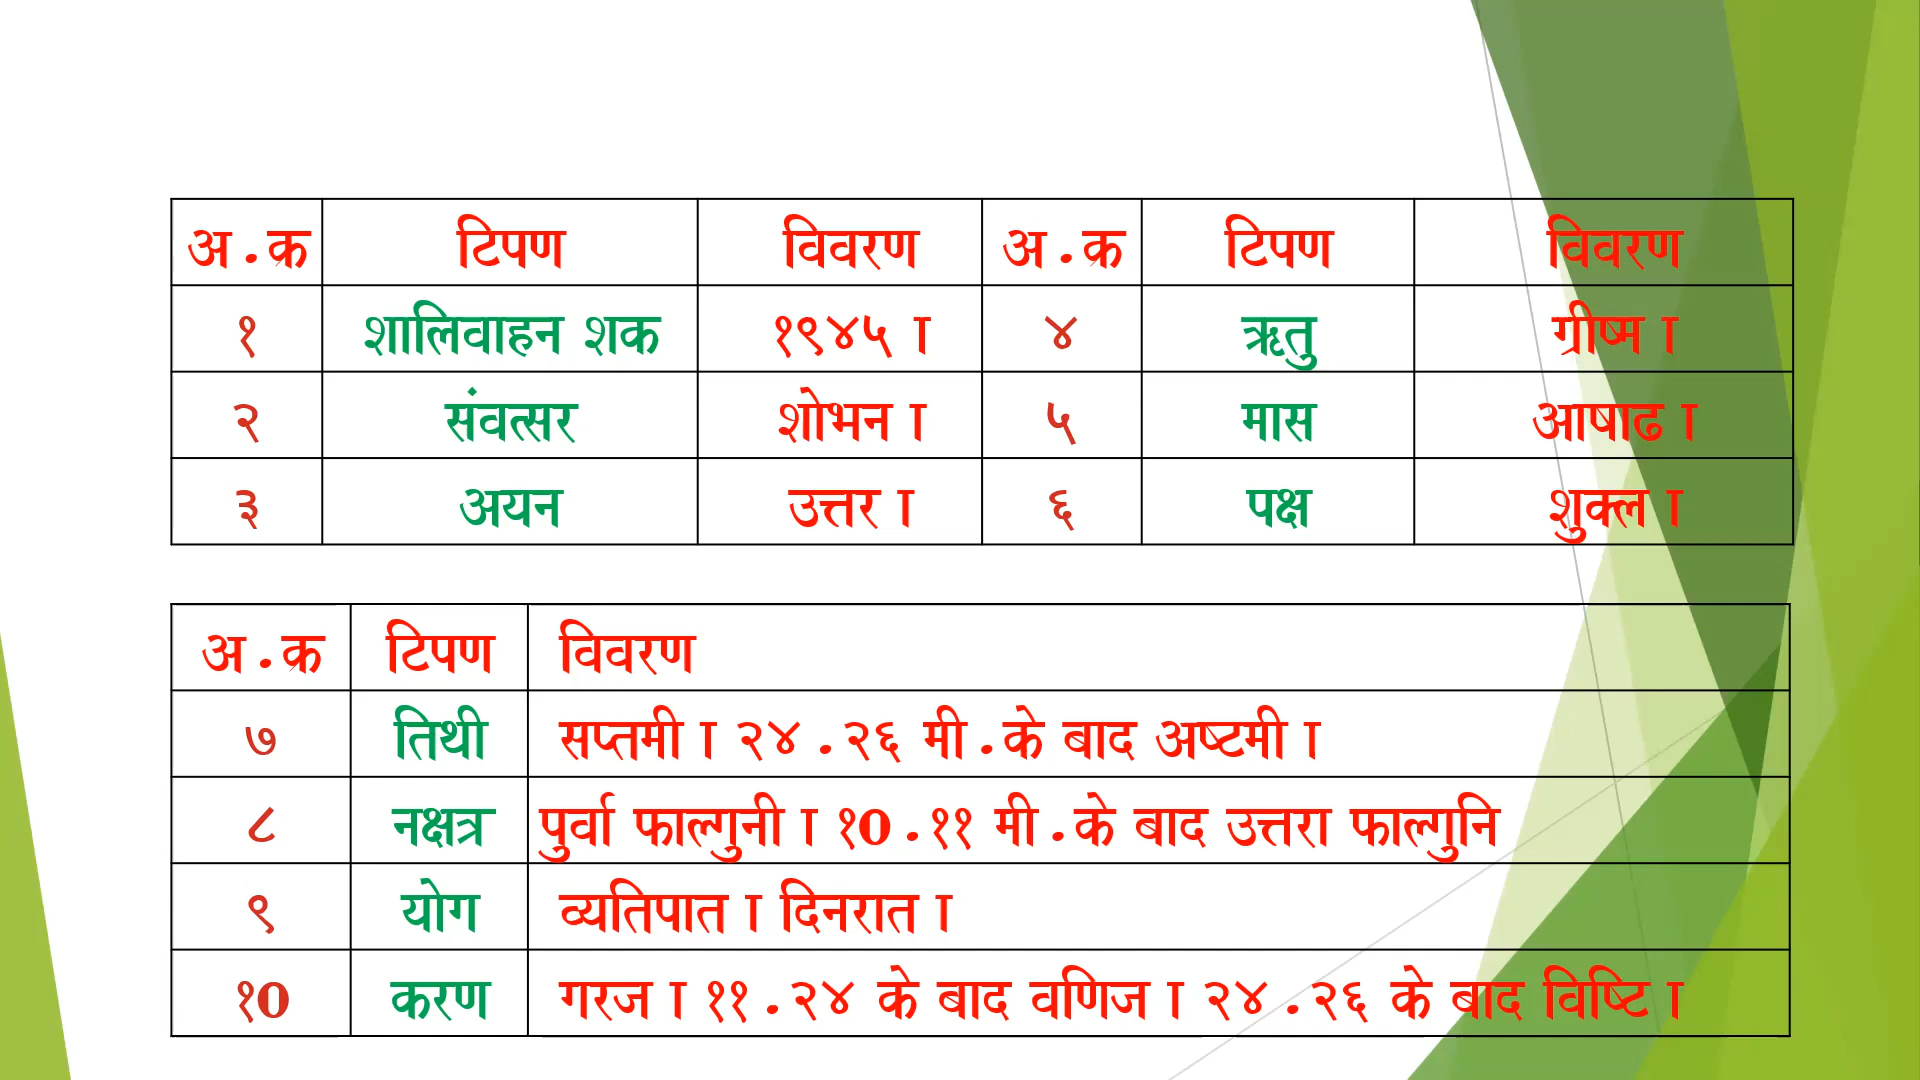 अ.क्र टिपण विवरण अ.क्र टिपण विवरण
१ शालिवाहन शक १९४५ । ४ ऋतु ग्रीष्म ।
२ संवत्सर शोभन । ५ मास आषाढ ।
३ अयन उत्तर । ६ पक्ष शुक्ल ।
अ.क्र टिपण विवरण
७ तिथी सप्तमी । २४.२६ मी.के बाद अष्टमी ।
८ नक्षत्र पुर्वा फाल्गुनी । १0.११ मी.के बाद उत्तरा फाल्गुनि
९ योग व्यतिपात । दिनरात ।
१0 करण गरज । ११.२४ के बाद वणिज । २४.२६ के बाद विष्टि ।